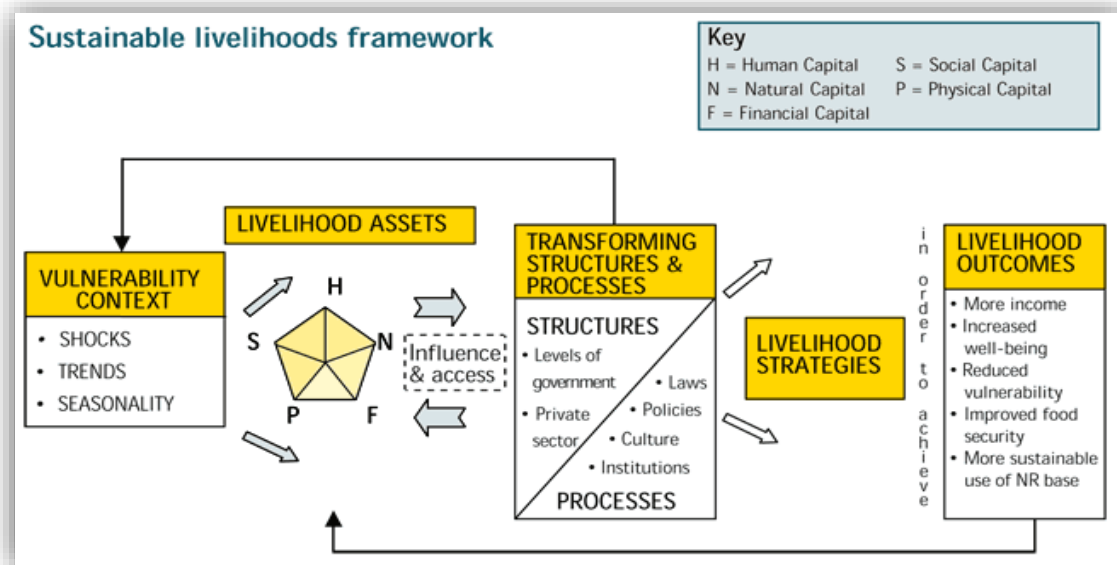 Sustainable livelihoods framework
Key
H = Human Capital S = Social Capital
N = Natural Capital P = Physical Capital
F = Financial Capital
LIVELIHOOD ASSETS
VULNERABILITY
CONTEXT
• SHOCKS
• TRENDS
• SEASONALITY
H
S
N
P
F
Influence
& access
TRANSFORMING
STRUCTURES &
PROCESSES
STRUCTURES
• Levels of
government
• Private
sector
• Laws
• Policies
• Culture
• Institutions
PROCESSES
LIVELIHOOD
STRATEGIES
in order to achieve
LIVELIHOOD
OUTCOMES
• More income
• Increased
well-being
• Reduced
vulnerability
• Improved food
security
• More sustainable
use of NR base